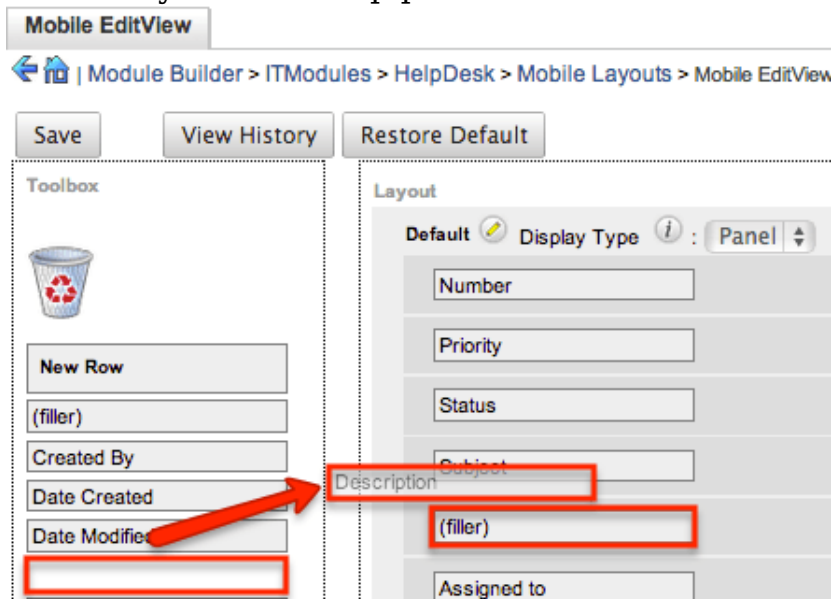 Mobile EditView
| Module Builder > ITModules > HelpDesk > Mobile Layouts > Mobile EditView
Save View History Restore Default
Toolbox
New Row
(filler)
Created By
Date Created
Date Modified
Layout
Default Display Type i : Panel
Number
Priority
Status
Subject
Description
(filler)
Assigned to